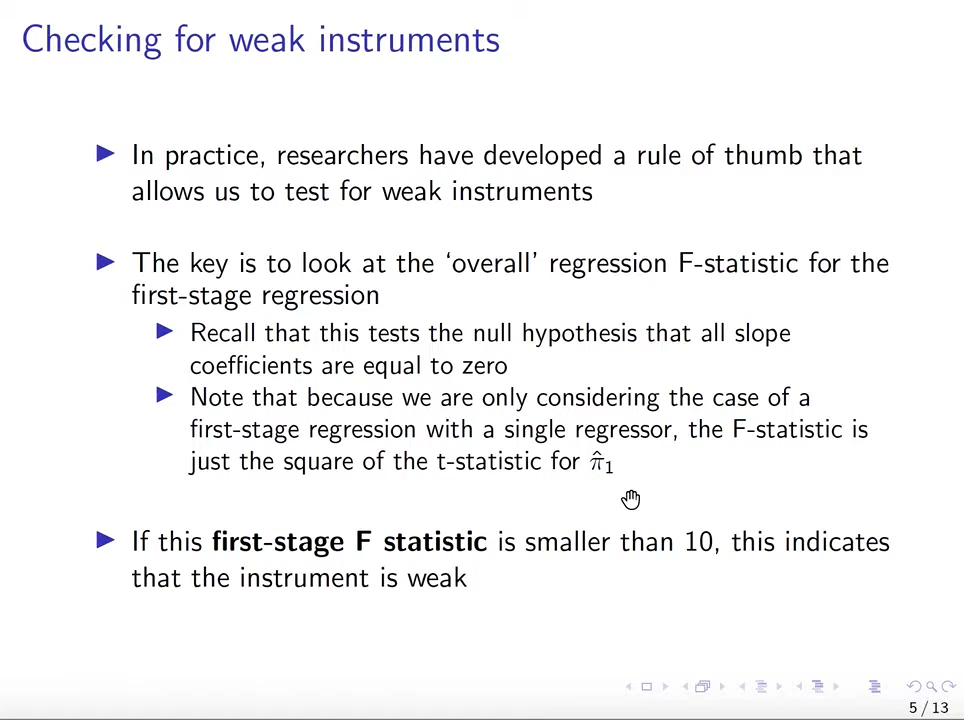 Checking for weak instruments
▶ In practice, researchers have developed a rule of thumb that
allows us to test for weak instruments
▶ The key is to look at the ‘overall’ regression F-statistic for the
first-stage regression
▶ Recall that this tests the null hypothesis that all slope
coefficients are equal to zero
▶ Note that because we are only considering the case of a
first-stage regression with a single regressor, the F-statistic is
just the square of the t-statistic for π̂₁
▶ If this first-stage F statistic is smaller than 10, this indicates
that the instrument is weak
5 / 13